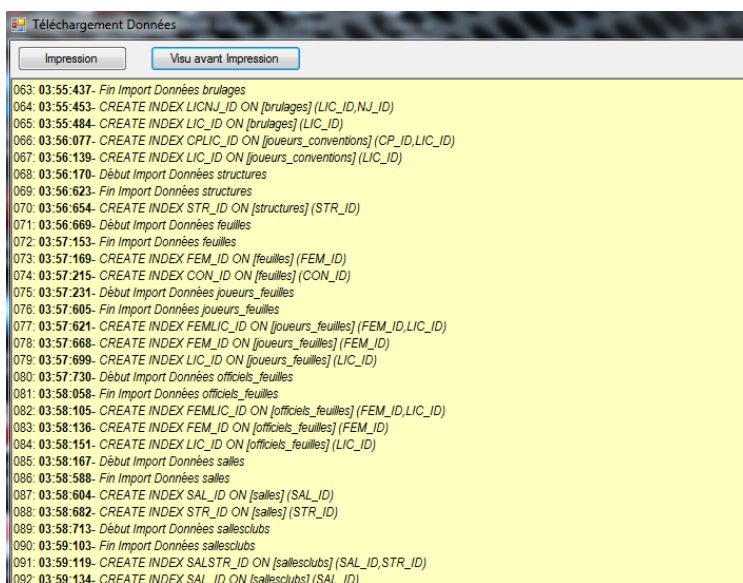 Téléchargement Données
Impression
Visu avant Impression
063: 03:55:437- Fin Import Données brulages
064: 03:55:453- CREATE INDEX LICNJ_ID ON [brulages] (LIC_ID,NJ_ID)
065: 03:55:484- CREATE INDEX LIC_ID ON [brulages] (LIC_ID)
066: 03:56:077- CREATE INDEX CPLIC_ID ON [joueurs_conventions] (CP_ID,LIC_ID)
067: 03:56:139- CREATE INDEX LIC_ID ON [joueurs_conventions] (LIC_ID)
068: 03:56:170- Début Import Données structures
069: 03:56:623- Fin Import Données structures
070: 03:56:654- CREATE INDEX STR_ID ON [structures] (STR_ID)
071: 03:56:669- Début Import Données feuilles
072: 03:57:153- Fin Import Données feuilles
073: 03:57:169- CREATE INDEX FEM_ID ON [feuilles] (FEM_ID)
074: 03:57:215- CREATE INDEX CON_ID ON [feuilles] (CON_ID)
075: 03:57:231- Début Import Données joueurs_feuilles
076: 03:57:605- Fin Import Données joueurs_feuilles
077: 03:57:621- CREATE INDEX FEMLIC_ID ON [joueurs_feuilles] (FEM_ID,LIC_ID)
078: 03:57:668- CREATE INDEX FEM_ID ON [joueurs_feuilles] (FEM_ID)
079: 03:57:699- CREATE INDEX LIC_ID ON [joueurs_feuilles] (LIC_ID)
080: 03:57:730- Début Import Données officiels_feuilles
081: 03:58:058- Fin Import Données officiels_feuilles
082: 03:58:105- CREATE INDEX FEMLIC_ID ON [officiels_feuilles] (FEM_ID,LIC_ID)
083: 03:58:136- CREATE INDEX FEM_ID ON [officiels_feuilles] (FEM_ID)
084: 03:58:151- CREATE INDEX LIC_ID ON [officiels_feuilles] (LIC_ID)
085: 03:58:167- Début Import Données salles
086: 03:58:588- Fin Import Données salles
087: 03:58:604- CREATE INDEX SAL_ID ON [salles] (SAL_ID)
088: 03:58:682- CREATE INDEX STR_ID ON [salles] (STR_ID)
089: 03:58:713- Début Import Données sallesclubs
090: 03:59:103- Fin Import Données sallesclubs
091: 03:59:119- CREATE INDEX SALSTR_ID ON [sallesclubs] (SAL_ID,STR_ID)
092: 03:59:134- CREATE INDEX SAL_ID ON [sallesclubs] (SAL_ID)